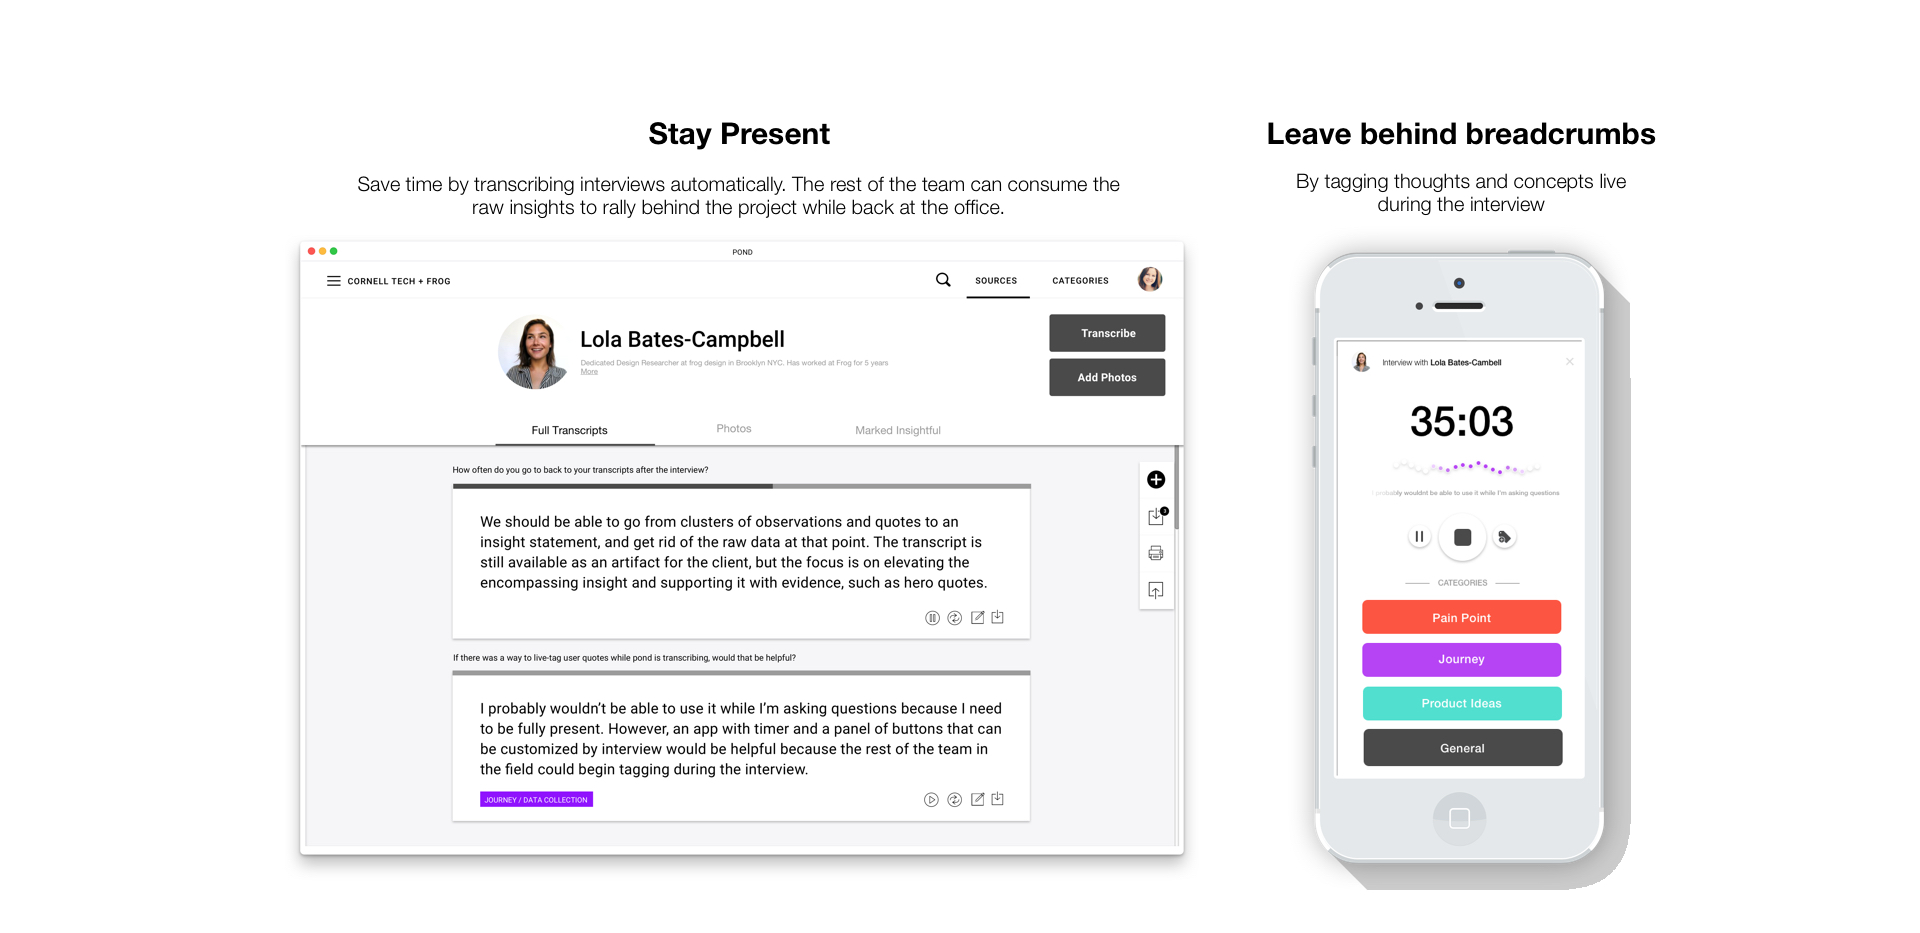 Stay Present
Save time by transcribing interviews automatically. The rest of the team can consume the
raw insights to rally behind the project while back at the office.
POND
CORNELL TECH + FROG
SOURCES
CATEGORIES
Lola Bates-Campbell
Dedicated Design Researcher at frog design in Brooklyn NYC. Has worked at Frog for 5 years
More
Transcribe
Add Photos
Full Transcripts
Photos
Marked Insightful
How often do you go to back to your transcripts after the interview?
We should be able to go from clusters of observations and quotes to an
insight statement, and get rid of the raw data at that point. The transcript is
still available as an artifact for the client, but the focus is on elevating the
encompassing insight and supporting it with evidence, such as hero quotes.
3
If there was a way to live-tag user quotes while pond is transcribing, would that be helpful?
I probably wouldn't be able to use it while I'm asking questions because I need
to be fully present. However, an app with timer and a panel of buttons that can
be customized by interview would be helpful because the rest of the team in
the field could begin tagging during the interview.
JOURNEY / DATA COLLECTION
Leave behind breadcrumbs
By tagging thoughts and concepts live
during the interview
Interview with Lola Bates-Cambell
35:03
I probably wouldnt be able to use it while I'm asking questions
CATEGORIES
Pain Point
Journey
Product Ideas
General